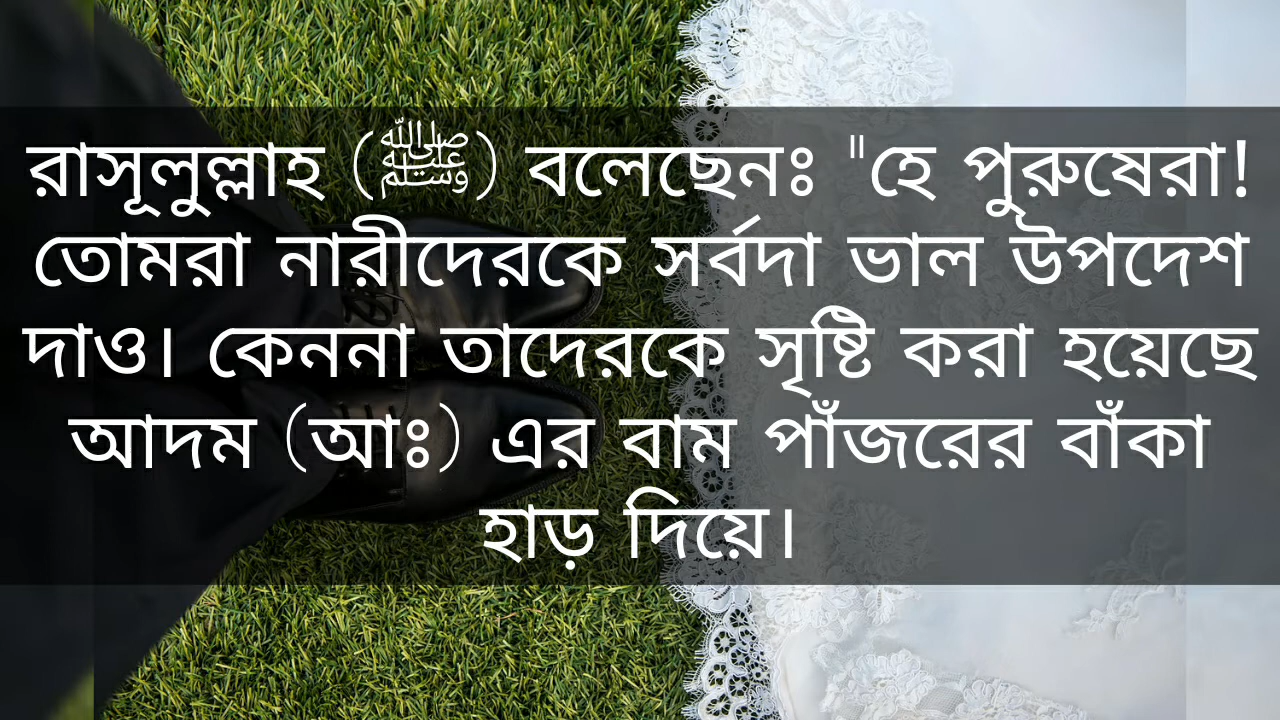 রাসূলুল্লাহ (ﷺ) বলেছেনঃ "হে পুরুষেরা!
তোমরা নারীদেরকে সর্বদা ভাল উপদেশ
দাও। কেননা তাদেরকে সৃষ্টি করা হয়েছে
আদম (আঃ) এর বাম পাঁজরের বাঁকা
হাড় দিয়ে।